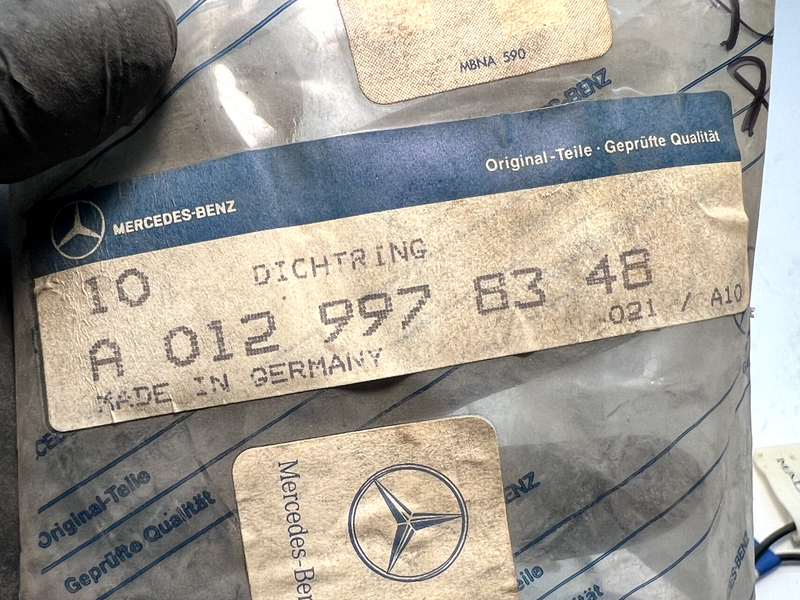 MBNA 590
Original-Teile · Geprüfte Qualität
MERCEDES-BENZ
10 DICHTRING
A 012 997 83 48
021 / A10
MADE IN GERMANY
Original-Teile
Geprüfte Qualität
Mercedes-Ben